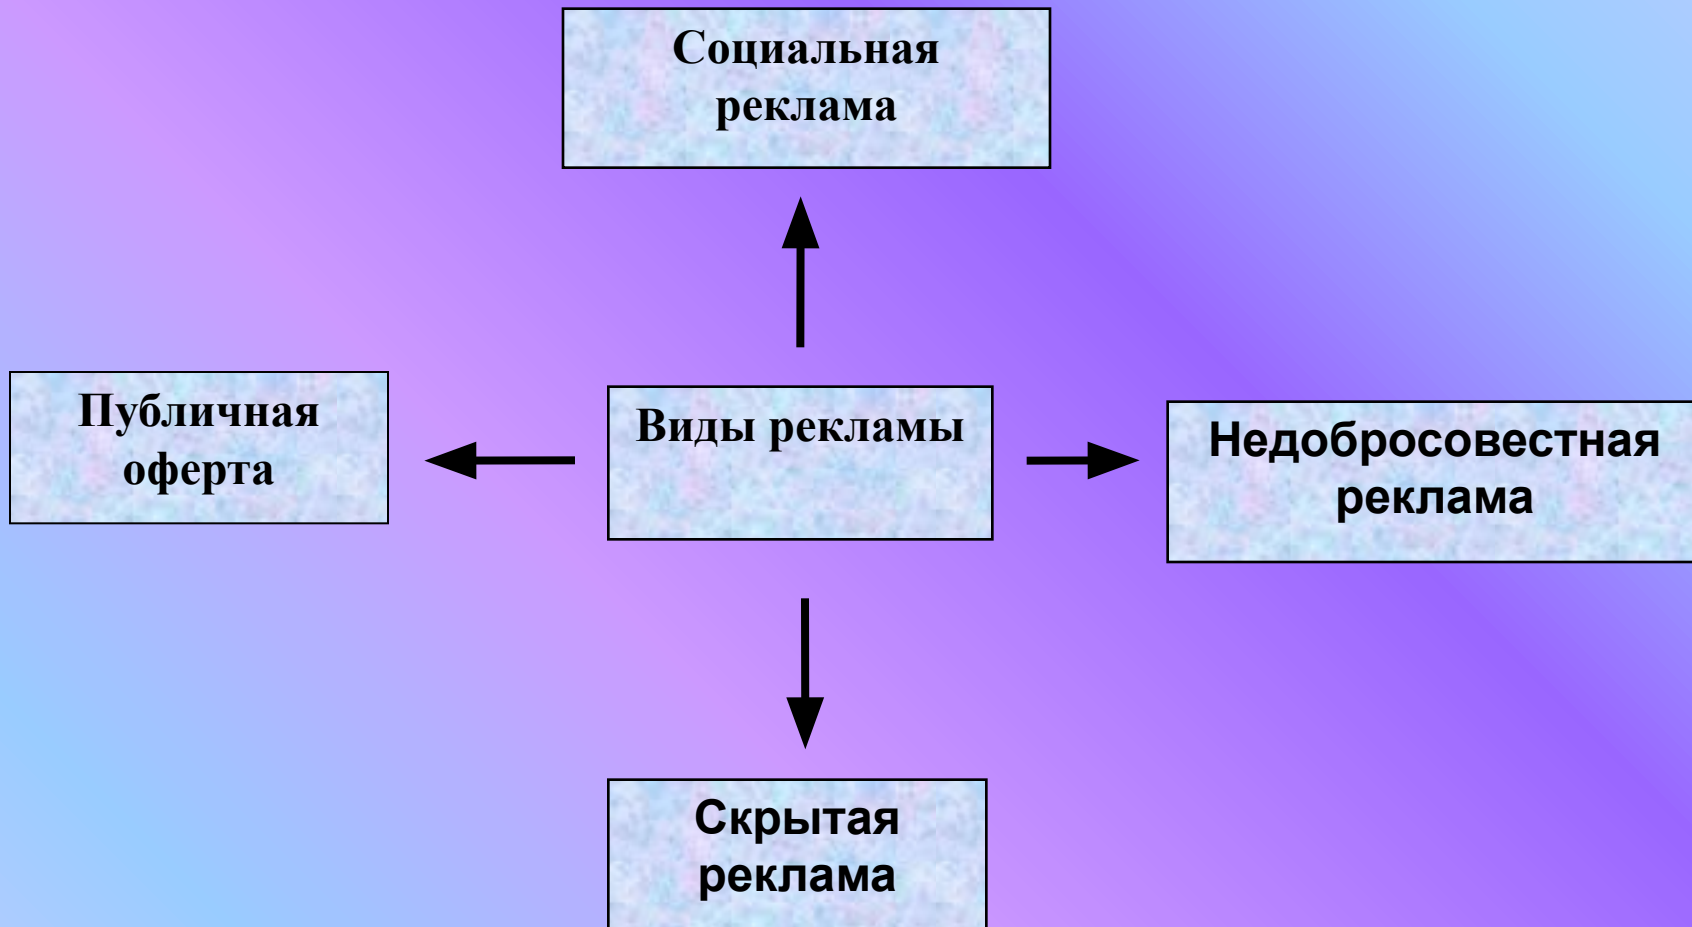 Социальная
реклама
Публичная
оферта
Виды рекламы
Недобросовестная
реклама
Скрытая
реклама